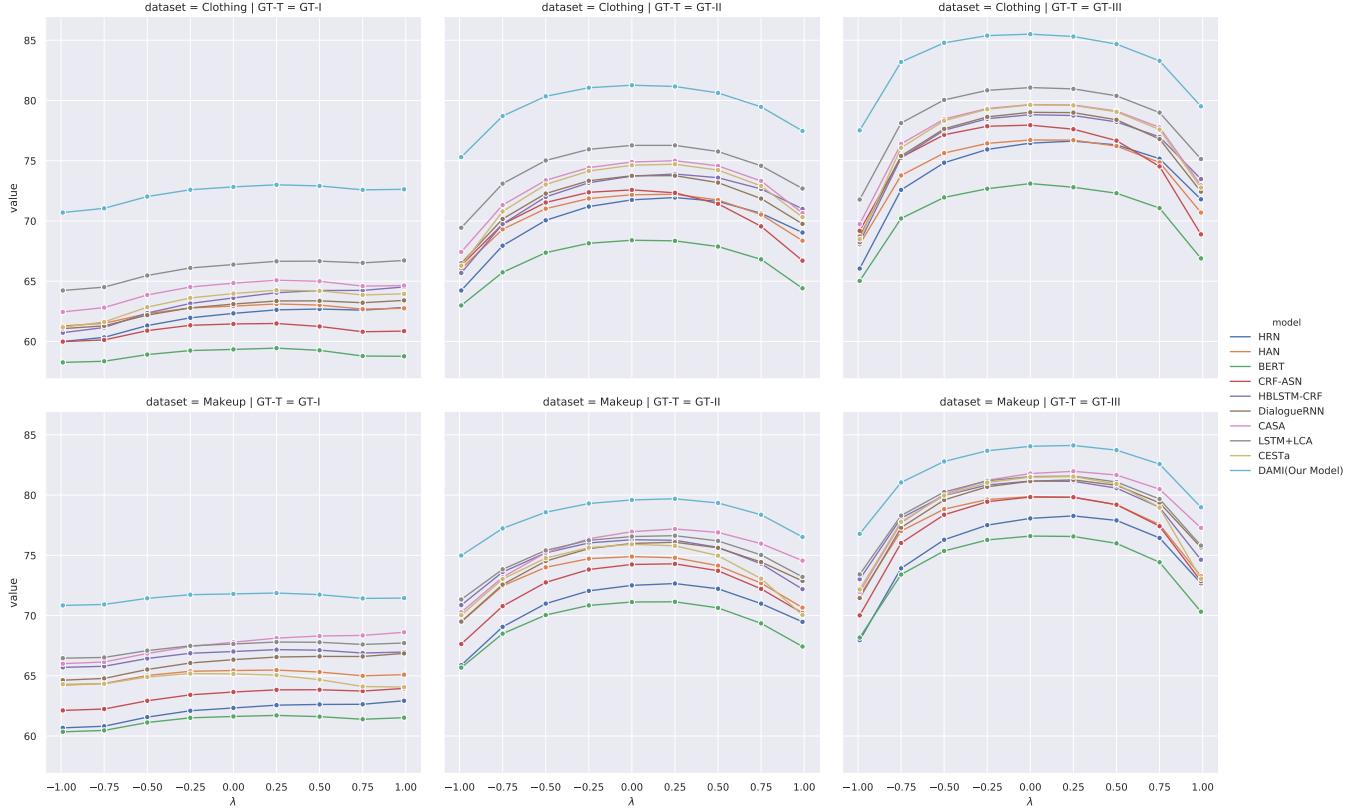 dataset = Clothing | GT-T = GT-I
dataset = Clothing | GT-T = GT-II
dataset = Clothing | GT-T = GT-III
85
80
75
70
65
60
value
dataset = Makeup | GT-T = GT-I
dataset = Makeup | GT-T = GT-II
dataset = Makeup | GT-T = GT-III
85
80
75
70
65
60
value
−1.00 −0.75 −0.50 −0.25 0.00 0.25 0.50 0.75 1.00
λ
−1.00 −0.75 −0.50 −0.25 0.00 0.25 0.50 0.75 1.00
λ
−1.00 −0.75 −0.50 −0.25 0.00 0.25 0.50 0.75 1.00
λ
model
HRN
HAN
BERT
CRF-ASN
HBLSTM-CRF
DialogueRNN
CASA
LSTM+LCA
CESTa
DAMI(Our Model)